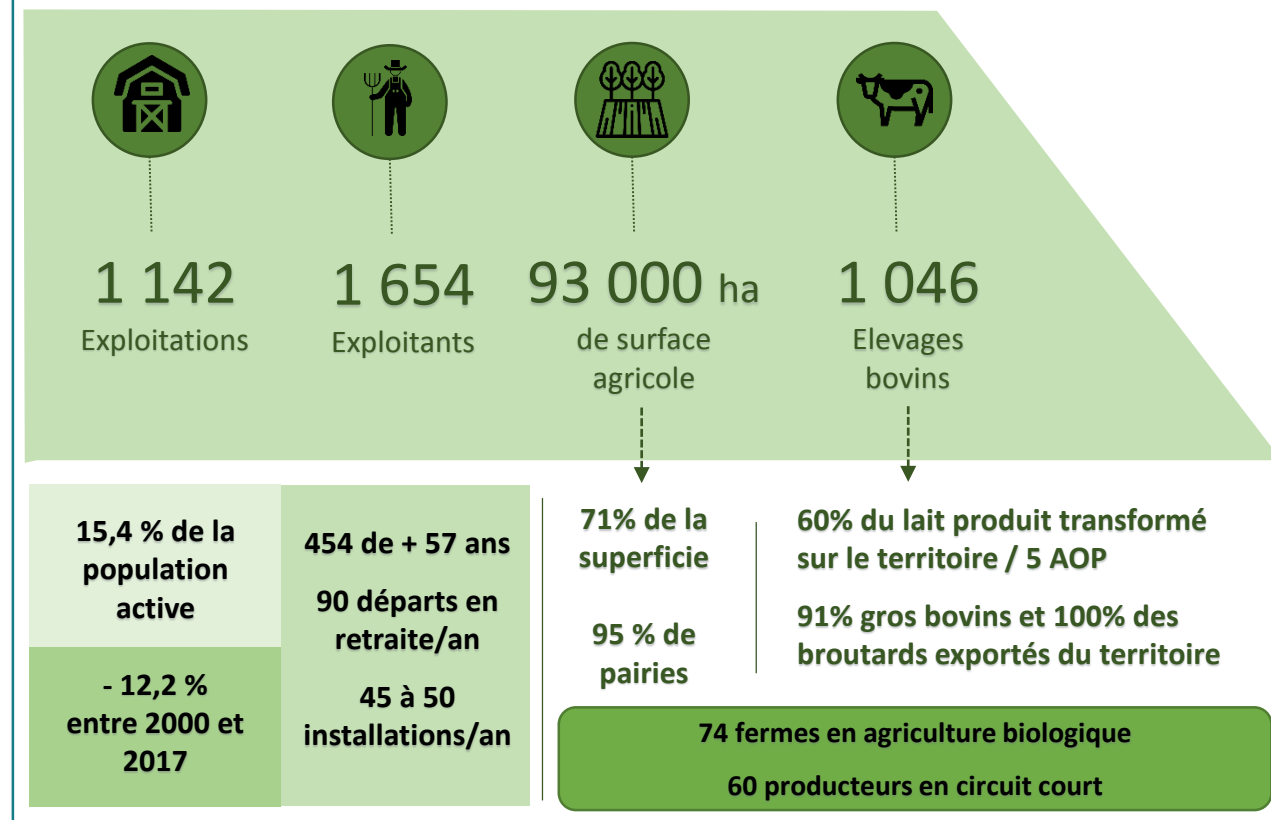 1 142
Exploitations
1 654
Exploitants
93 000 ha
de surface
agricole
1 046
Elevages
bovins
15,4 % de la
population
active
- 12,2 %
entre 2000 et
2017
454 de + 57 ans
90 départs en
retraite/an
45 à 50
installations/an
71% de la
superficie
95 % de
pairies
60% du lait produit transformé
sur le territoire / 5 AOP
91% gros bovins et 100% des
broutards exportés du territoire
74 fermes en agriculture biologique
60 producteurs en circuit court